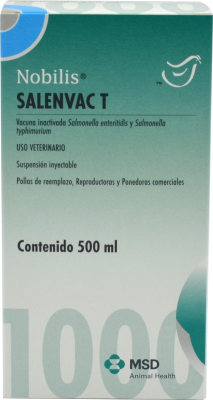 Nobilis®
SALENVAC T
Vacuna inactivada Salmonella enteritidis y Salmonella
typhimurium
USO VETERINARIO
Suspensión inyectable
Pollas de reemplazo, Reproductoras y Ponedoras comerciales
Contenido 500 ml
1000
MSD
Animal Health